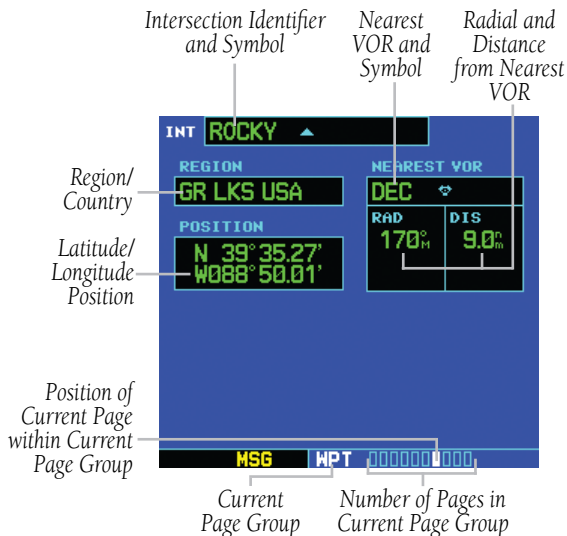 Intersection Identifier
and Symbol
Nearest
VOR and
Symbol
Radial and
Distance
from Nearest
VOR
INT ROCKY
REGION
GR LKS USA
NEAREST VOR
DEC
Region/
Country
POSITION
N 39°35.27'
W088°50.01'
RAD
170°M
DIS
9.0nm
Latitude/
Longitude
Position
Position of
Current Page
within Current
Page Group
MSG
WPT
Current
Page Group
Number of Pages in
Current Page Group